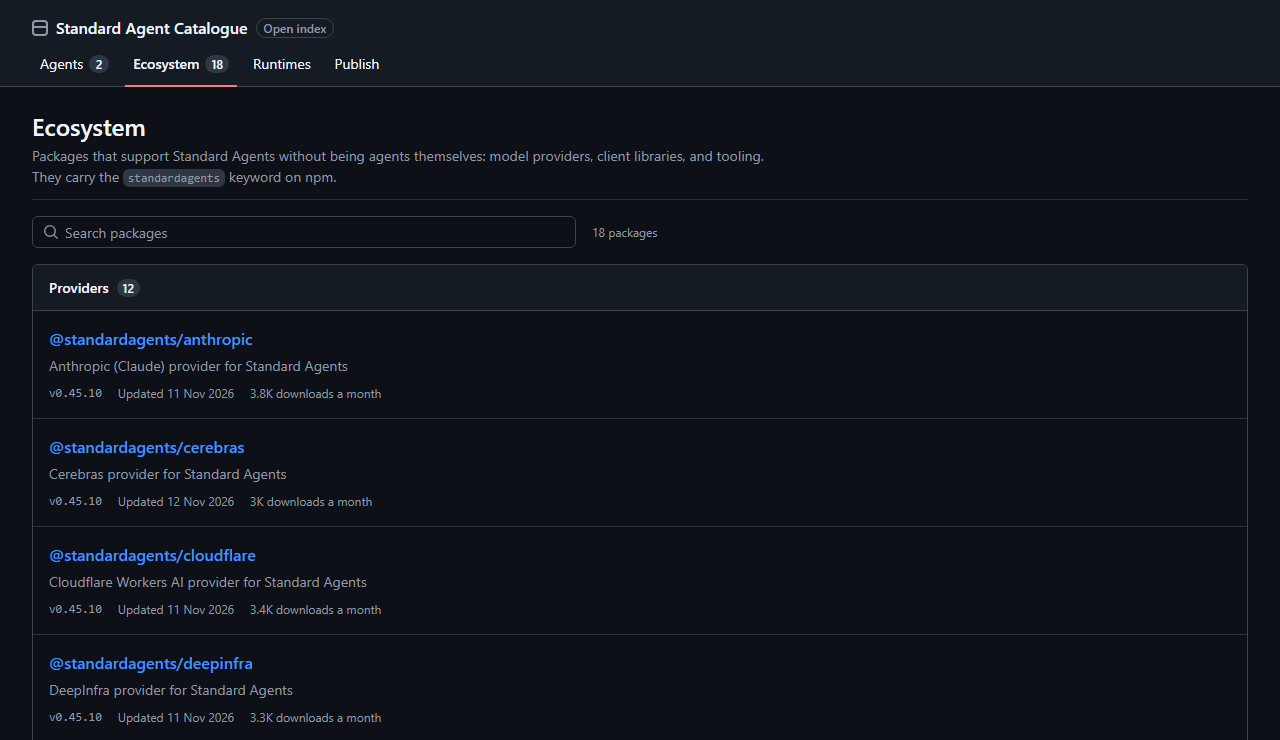 Standard Agent Catalogue Open index
Agents 2 Ecosystem 18 Runtimes Publish
Ecosystem
Packages that support Standard Agents without being agents themselves: model providers, client libraries, and tooling.
They carry the standardagents keyword on npm.
Search packages 18 packages
Providers 12
@standardagents/anthropic
Anthropic (Claude) provider for Standard Agents
v0.45.10 Updated 11 Nov 2026 3.8K downloads a month
@standardagents/cerebras
Cerebras provider for Standard Agents
v0.45.10 Updated 12 Nov 2026 3K downloads a month
@standardagents/cloudflare
Cloudflare Workers AI provider for Standard Agents
v0.45.10 Updated 11 Nov 2026 3.4K downloads a month
@standardagents/deepinfra
DeepInfra provider for Standard Agents
v0.45.10 Updated 11 Nov 2026 3.3K downloads a month